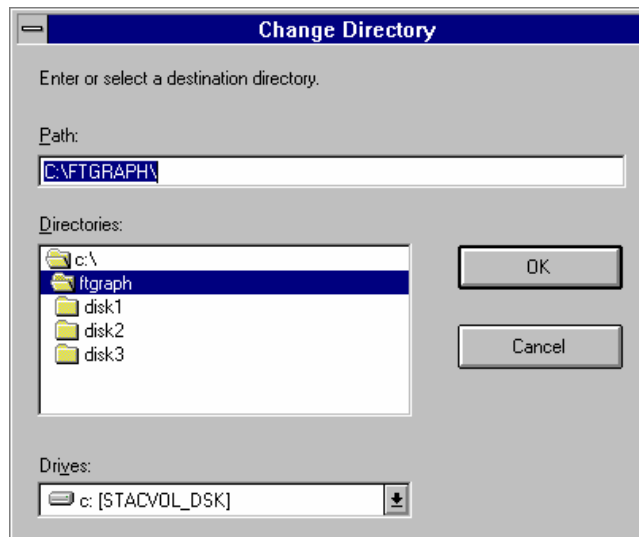 Change Directory
Enter or select a destination directory.
Path:
C:\FTGRAPH\
Directories:
c:\
ftgraph
disk1
disk2
disk3
OK
Cancel
Drives:
c: [STACVOL_DSK]